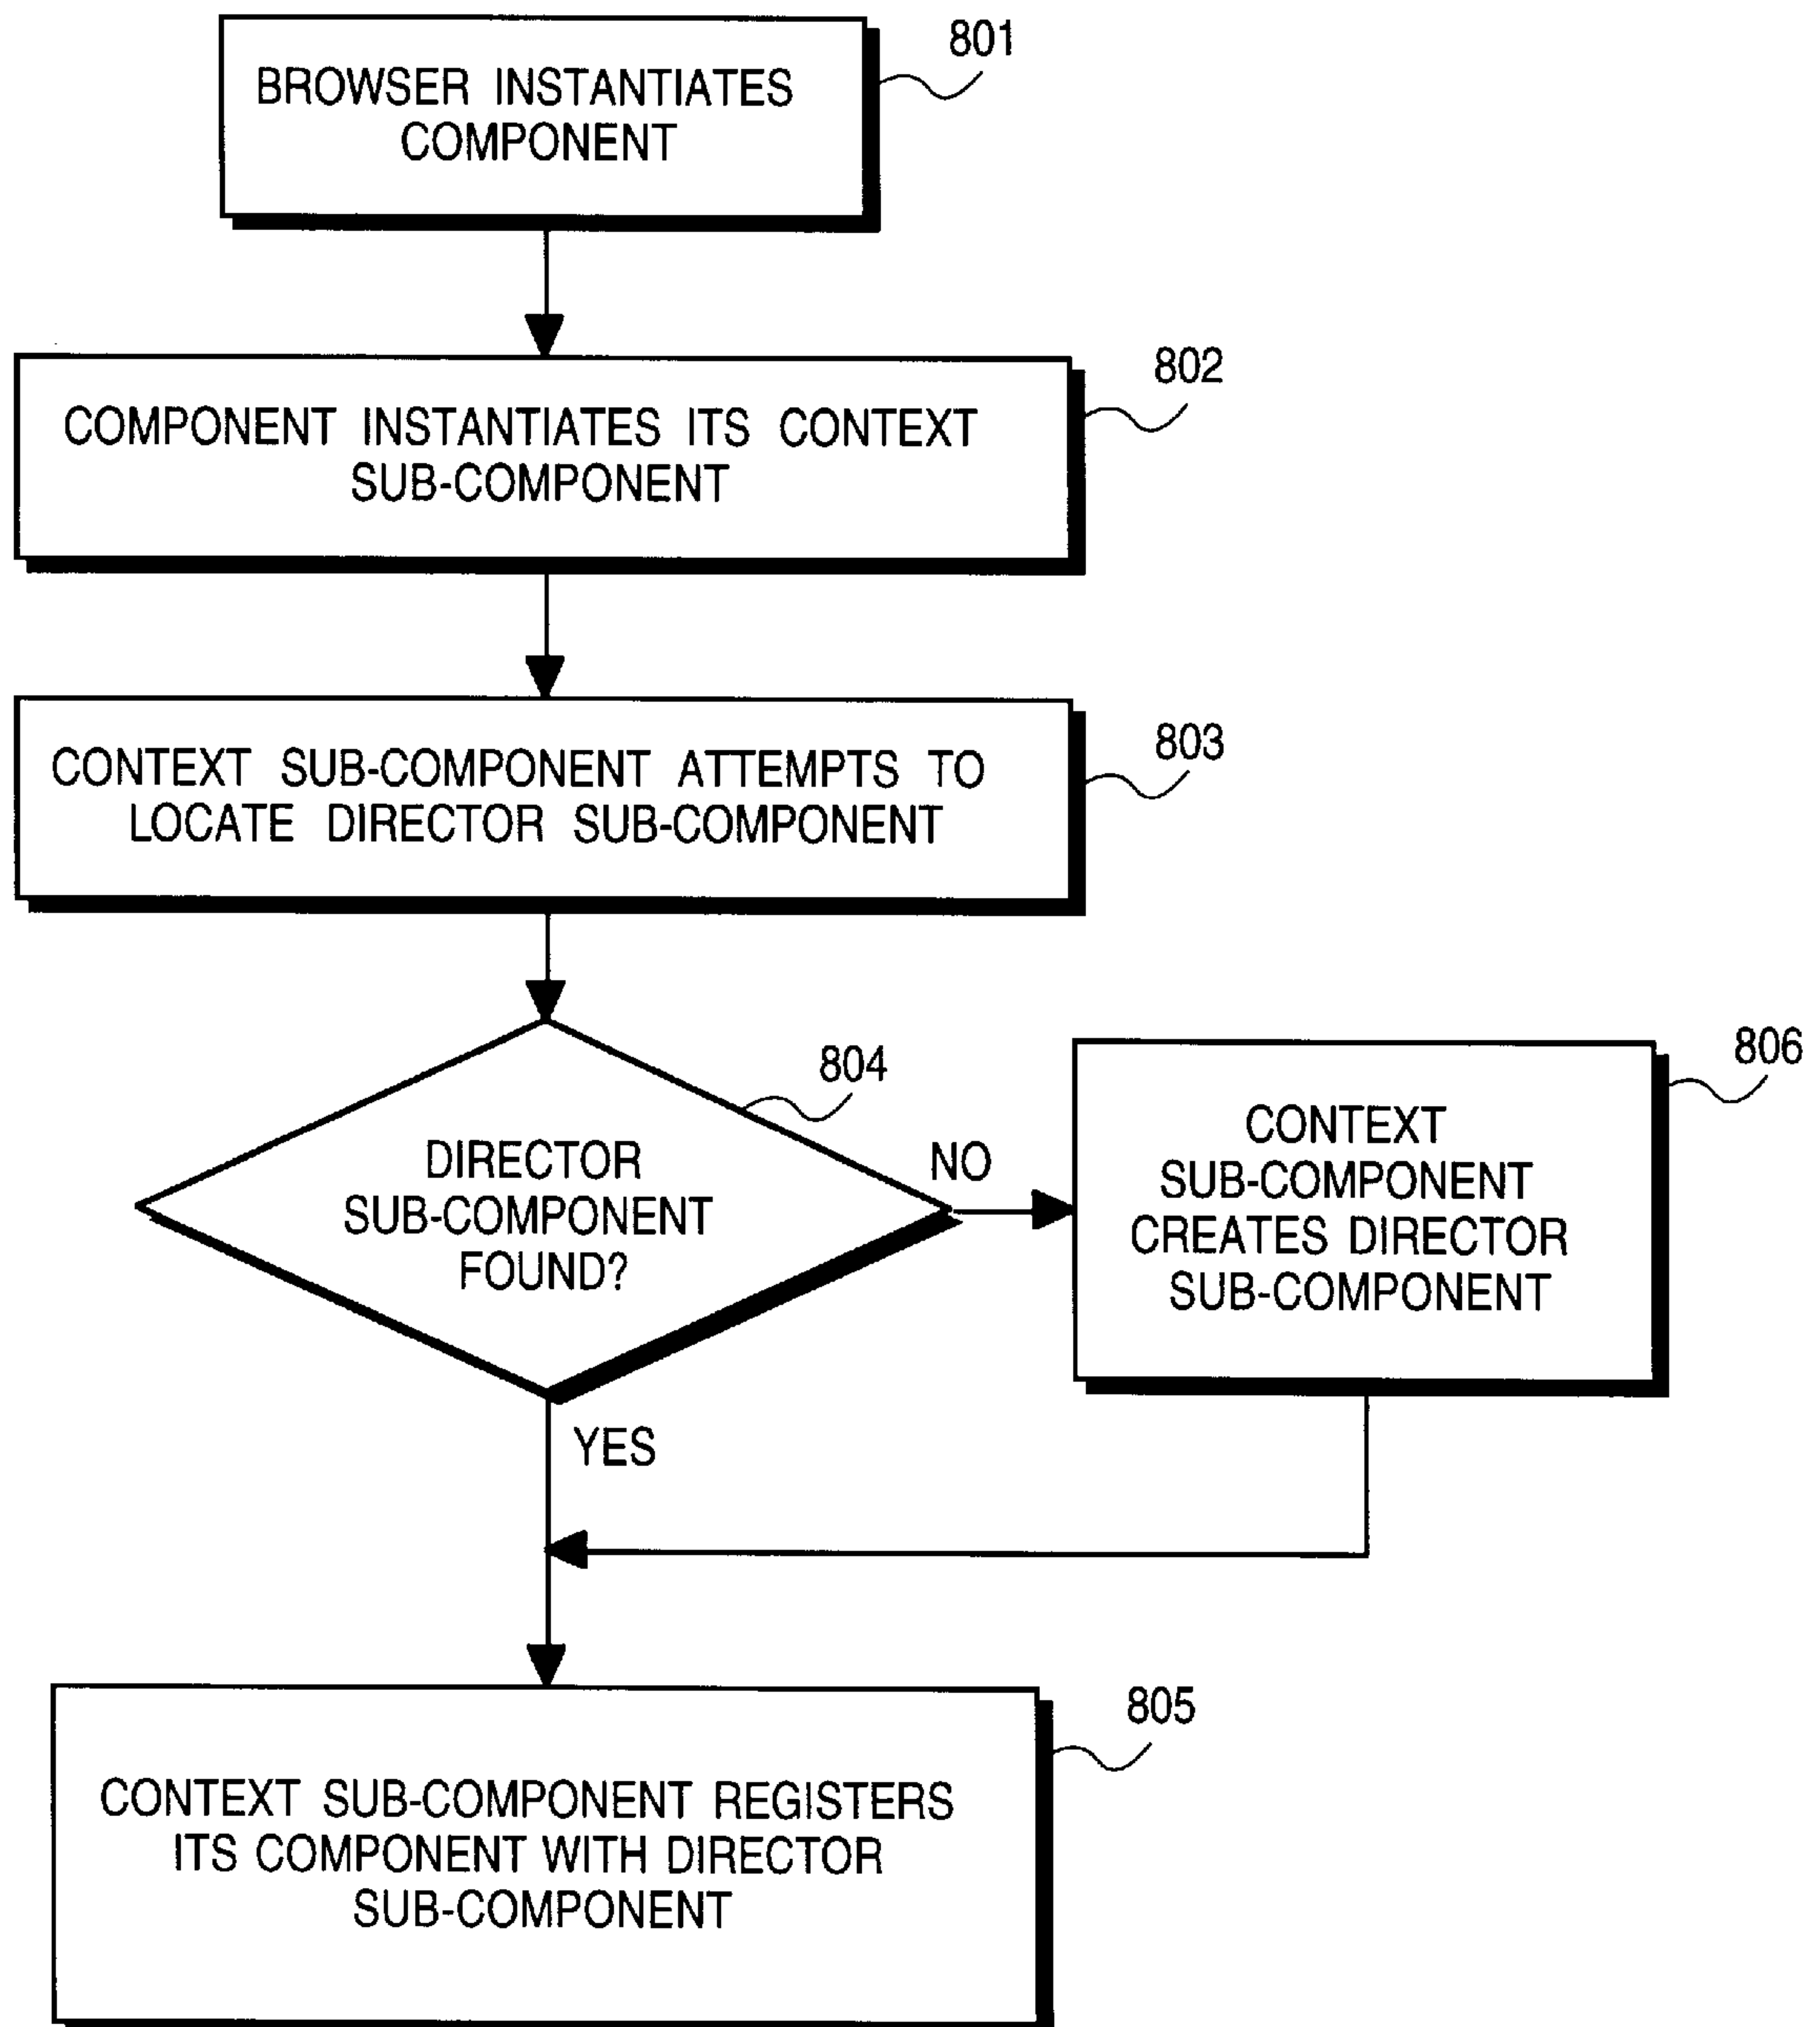 801
BROWSER INSTANTIATES
COMPONENT
802
COMPONENT INSTANTIATES ITS CONTEXT
SUB-COMPONENT
803
CONTEXT SUB-COMPONENT ATTEMPTS TO
LOCATE DIRECTOR SUB-COMPONENT
804
DIRECTOR
SUB-COMPONENT
FOUND?
NO
806
CONTEXT
SUB-COMPONENT
CREATES DIRECTOR
SUB-COMPONENT
YES
805
CONTEXT SUB-COMPONENT REGISTERS
ITS COMPONENT WITH DIRECTOR
SUB-COMPONENT